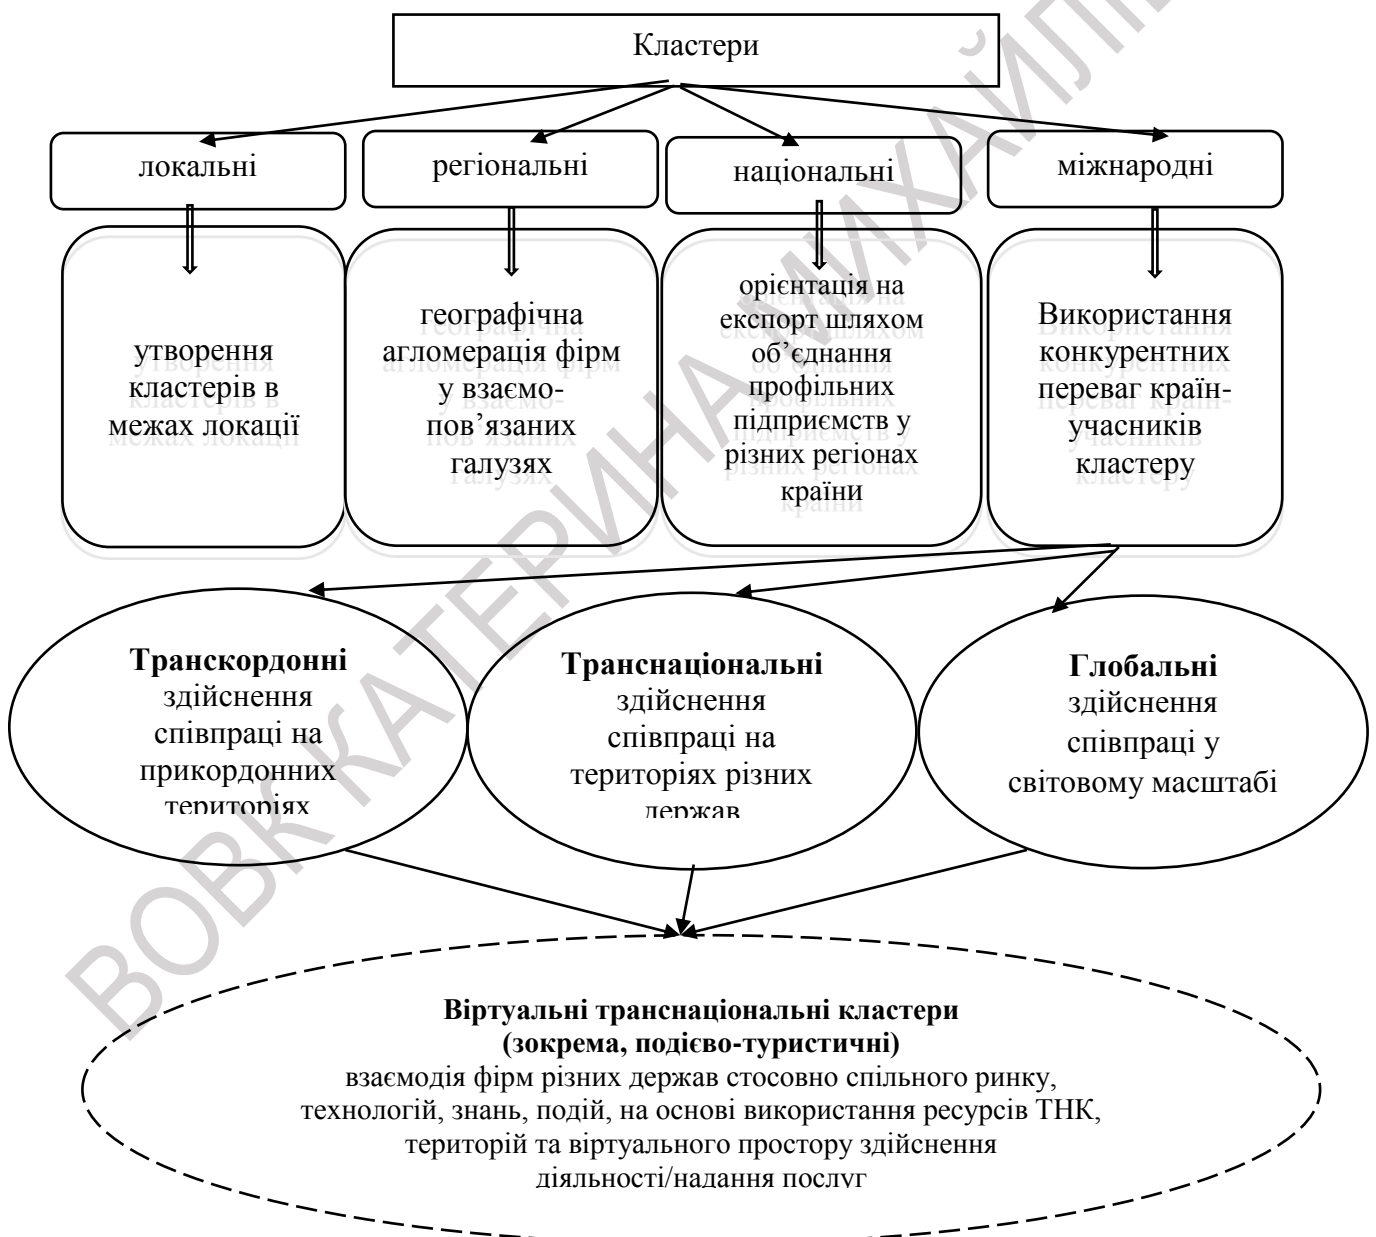 Кластери
локальні
регіональні
національні
міжнародні
утворення
кластерів в
межах локації
географічна
агломерація фірм
у взаємо-
пов’язаних
галузях
орієнтація на
експорт шляхом
об’єднання
профільних
підприємств у
різних регіонах
країни
Використання
конкурентних
переваг країн-
учасників
кластеру
Транскордонні
здійснення
співпраці на
прикордонних
територіях
Транснаціональні
здійснення
співпраці на
територіях різних
держав
Глобальні
здійснення
співпраці у
світовому масштабі
Віртуальні транснаціональні кластери
(зокрема, подієво-туристичні)
взаємодія фірм різних держав стосовно спільного ринку,
технологій, знань, подій, на основі використання ресурсів ТНК,
територій та віртуального простору здійснення
діяльності/надання послуг
ВОВК КАТЕРИНА МИХАЙЛІ